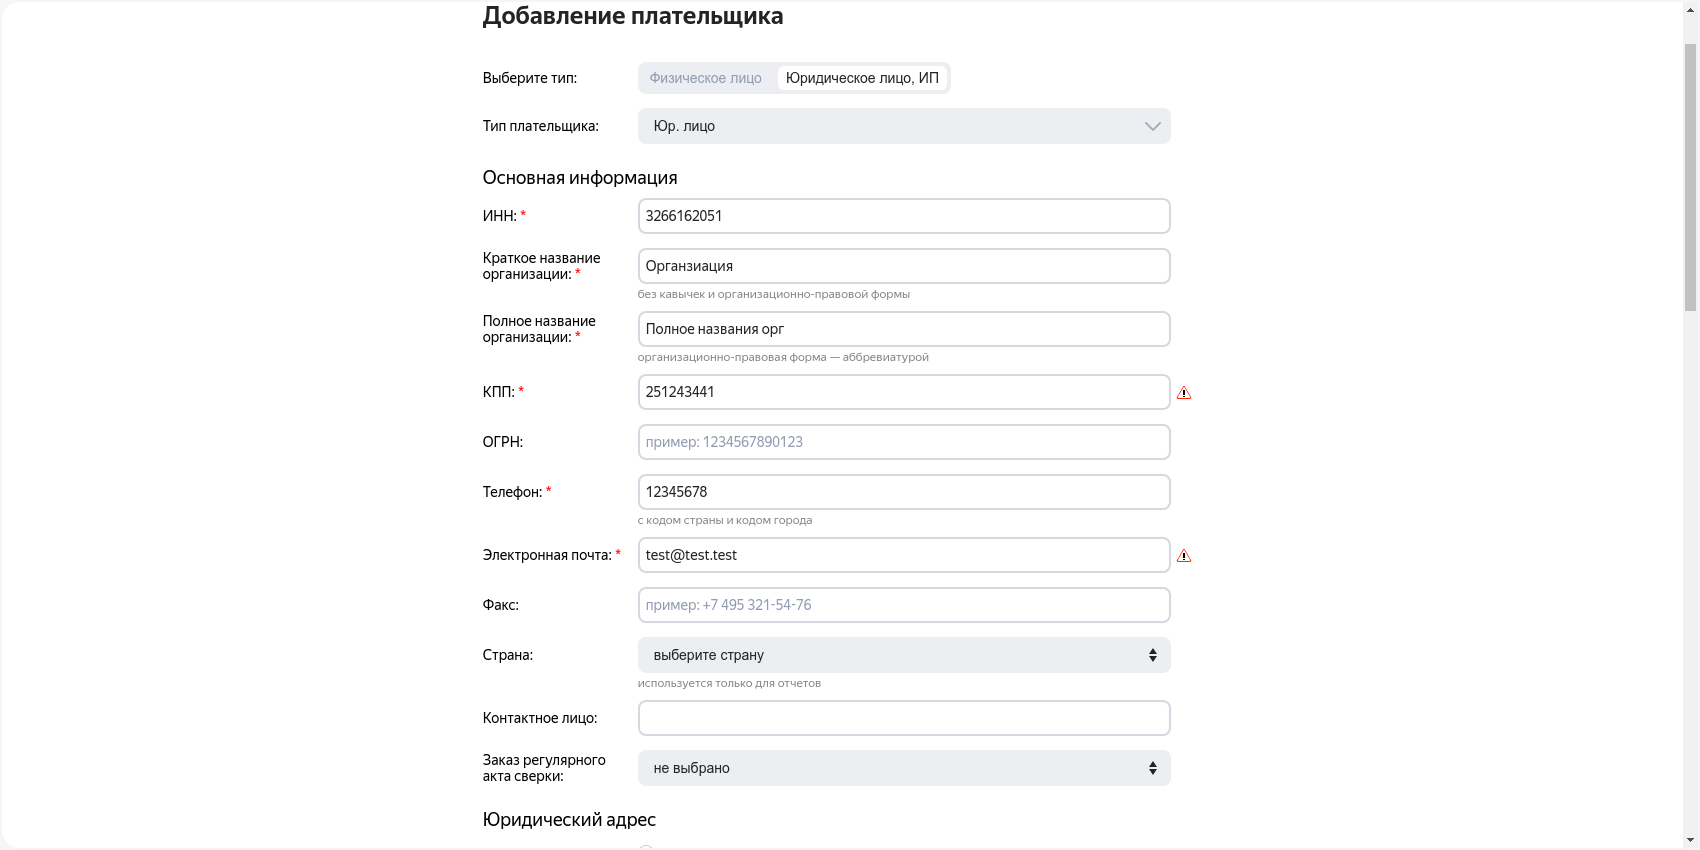 Добавление плательщика
Выберите тип: Физическое лицо Юридическое лицо, ИП
Тип плательщика: Юр. лицо
Основная информация
ИНН: * 3266162051
Краткое название
организации: * Органзиация
без кавычек и организационно-правовой формы
Полное название
организации: * Полное названия орг
организационно-правовая форма — аббревиатурой
КПП: * 251243441
ОГРН: пример: 1234567890123
Телефон: * 12345678
с кодом страны и кодом города
Электронная почта: * test@test.test
Факс: пример: +7 495 321-54-76
Страна: выберите страну
используется только для отчетов
Контактное лицо:
Заказ регулярного
акта сверки: не выбрано
Юридический адрес